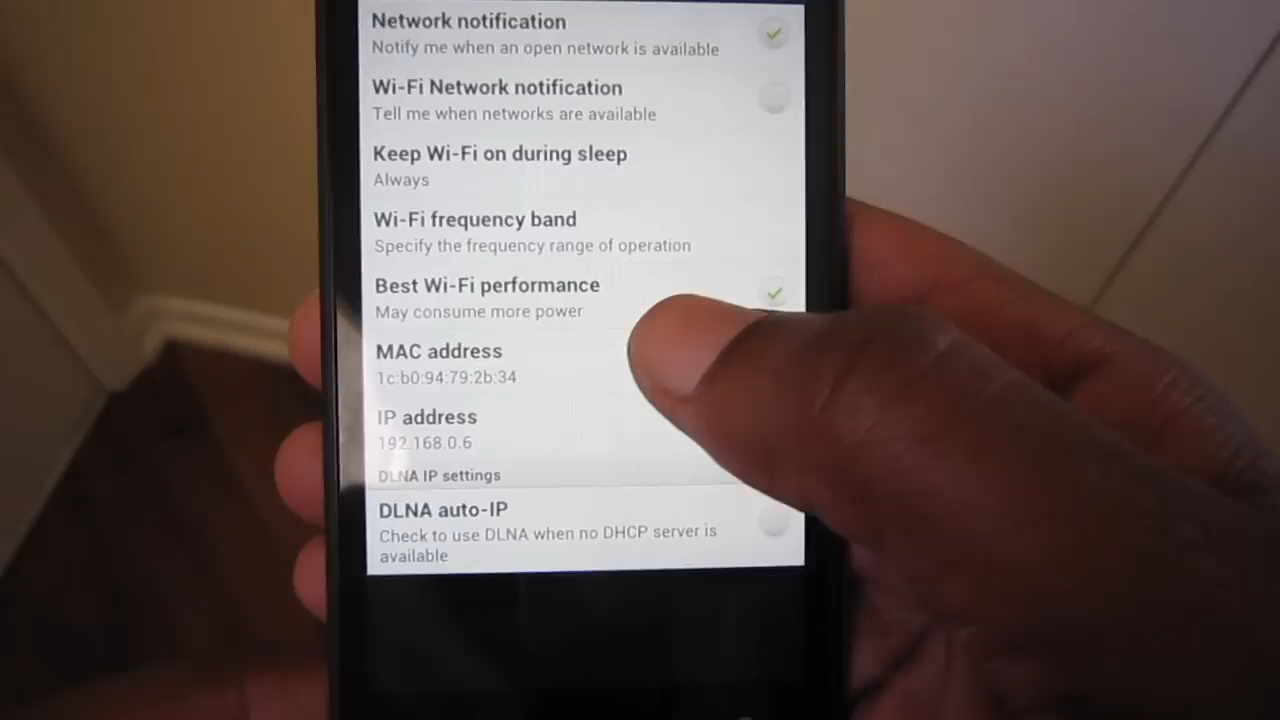 Network notification
Notify me when an open network is available
Wi-Fi Network notification
Tell me when networks are available
Keep Wi-Fi on during sleep
Always
Wi-Fi frequency band
Specify the frequency range of operation
Best Wi-Fi performance
May consume more power
MAC address
1c:b0:94:79:2b:34
IP address
192.168.0.6
DLNA IP settings
DLNA auto-IP
Check to use DLNA when no DHCP server is
available